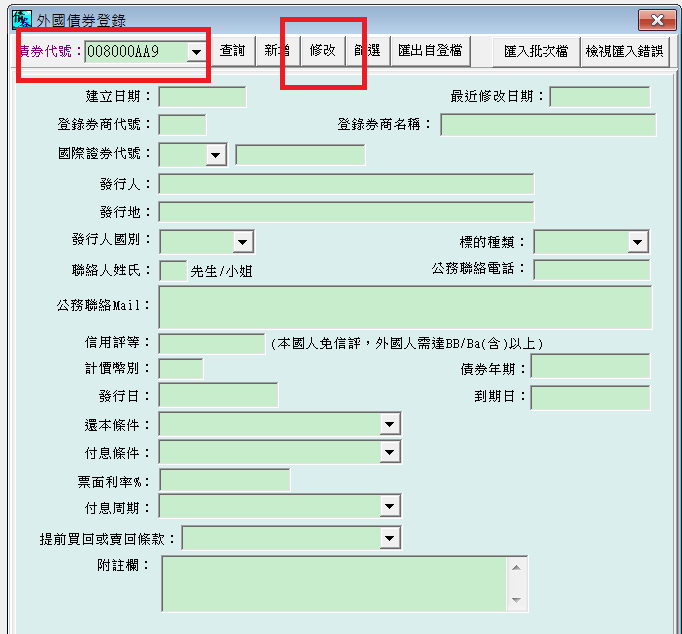 外國債券登錄
債券代號：008000AA9 查詢 新增 修改 篩選 匯出自登檔 匯入批次檔 檢視匯入錯誤
建立日期： 最近修改日期：
登錄券商代號： 登錄券商名稱：
國際證券代號：
發行人：
發行地：
發行人國別： 標的種類：
聯絡人姓氏： 先生/小姐 公務聯絡電話：
公務聯絡Mail：
信用評等： (本國人免信評，外國人需達BB/Ba(含)以上)
計價幣別： 債券年期：
發行日： 到期日：
還本條件：
付息條件：
票面利率%：
付息周期：
提前買回或賣回條款：
附註欄：